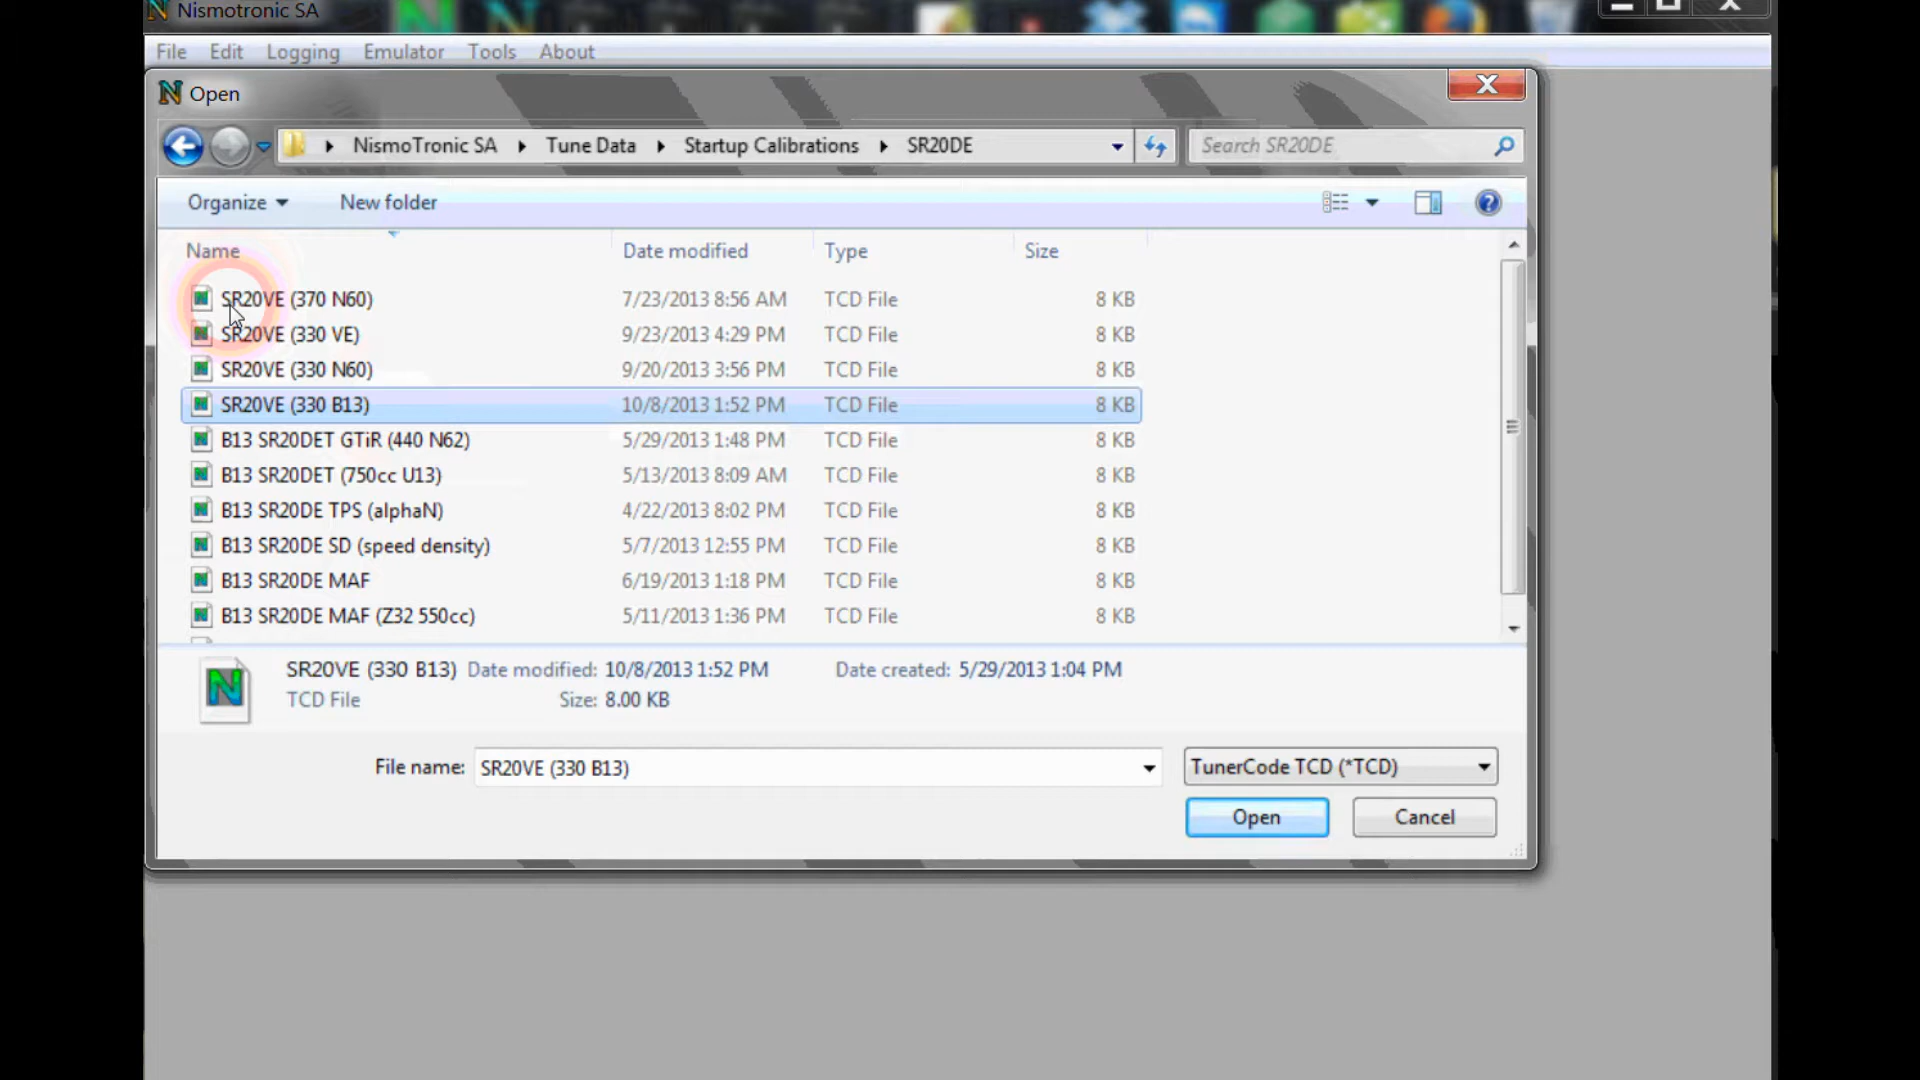 Nismotronic SA
File Edit Logging Emulator Tools About
Open
NismoTronic SA Tune Data Startup Calibrations SR20DE Search SR20DE
Organize New folder
Name Date modified Type Size
SR20VE (370 N60) 7/23/2013 8:56 AM TCD File 8 KB
SR20VE (330 VE) 9/23/2013 4:29 PM TCD File 8 KB
SR20VE (330 N60) 9/20/2013 3:56 PM TCD File 8 KB
SR20VE (330 B13) 10/8/2013 1:52 PM TCD File 8 KB
B13 SR20DET GTiR (440 N62) 5/29/2013 1:48 PM TCD File 8 KB
B13 SR20DET (750cc U13) 5/13/2013 8:09 AM TCD File 8 KB
B13 SR20DE TPS (alphaN) 4/22/2013 8:02 PM TCD File 8 KB
B13 SR20DE SD (speed density) 5/7/2013 12:55 PM TCD File 8 KB
B13 SR20DE MAF 6/19/2013 1:18 PM TCD File 8 KB
B13 SR20DE MAF (Z32 550cc) 5/11/2013 1:36 PM TCD File 8 KB
SR20VE (330 B13) Date modified: 10/8/2013 1:52 PM Date created: 5/29/2013 1:04 PM
TCD File Size: 8.00 KB
File name: SR20VE (330 B13) TunerCode TCD (*TCD)
Open Cancel